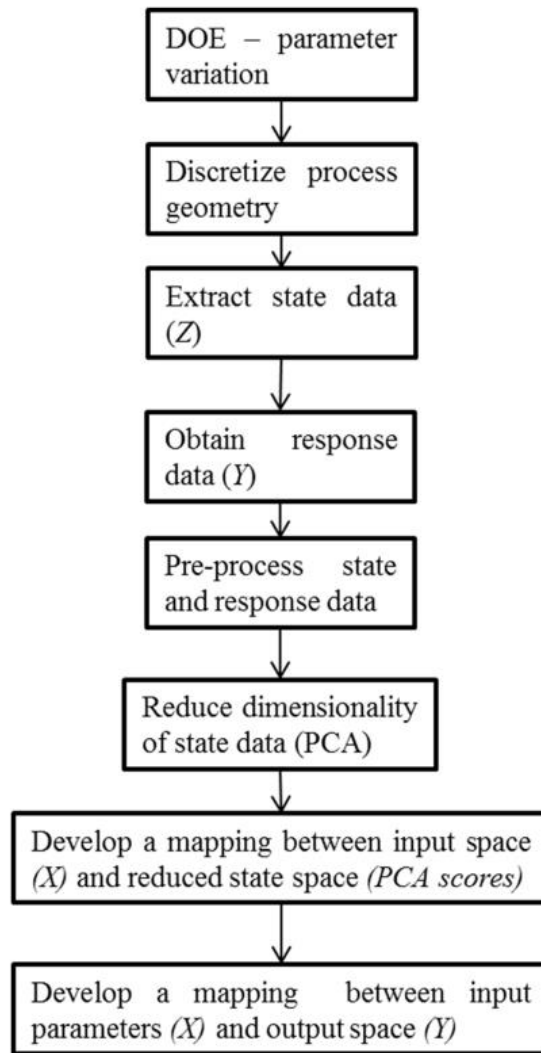 DOE – parameter
variation
Discretize process
geometry
Extract state data
(Z)
Obtain response
data (Y)
Pre-process state
and response data
Reduce dimensionality
of state data (PCA)
Develop a mapping between input space
(X) and reduced state space (PCA scores)
Develop a mapping between input
parameters (X) and output space (Y)